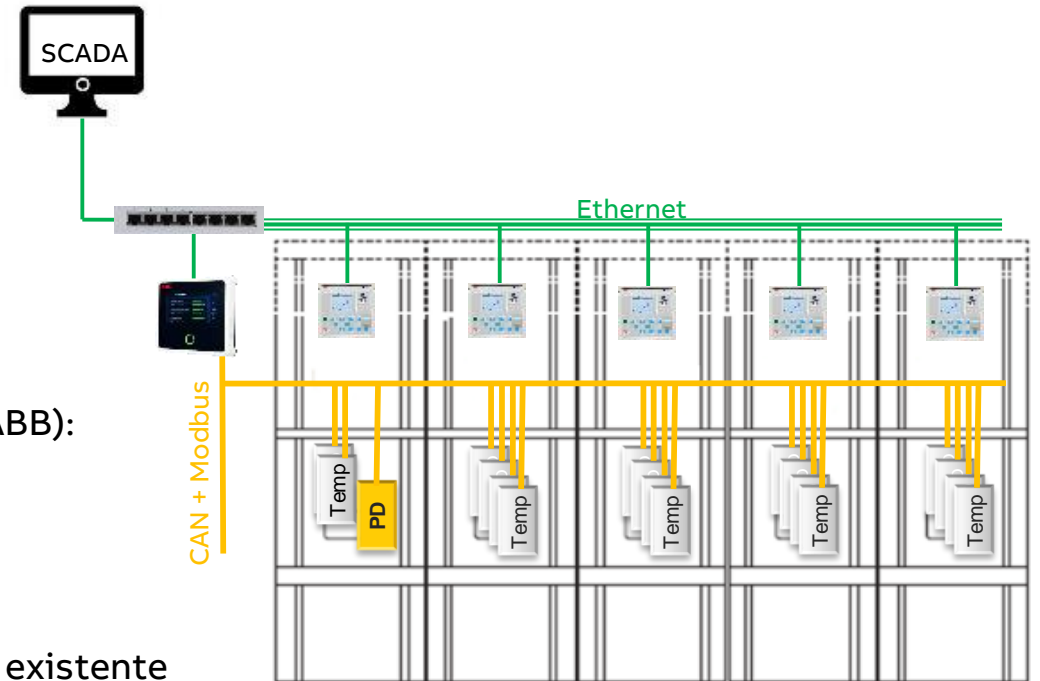 SCADA
Ethernet
CAN + Modbus
ABB):
Temp
PD
Temp
Temp
Temp
Temp
existente